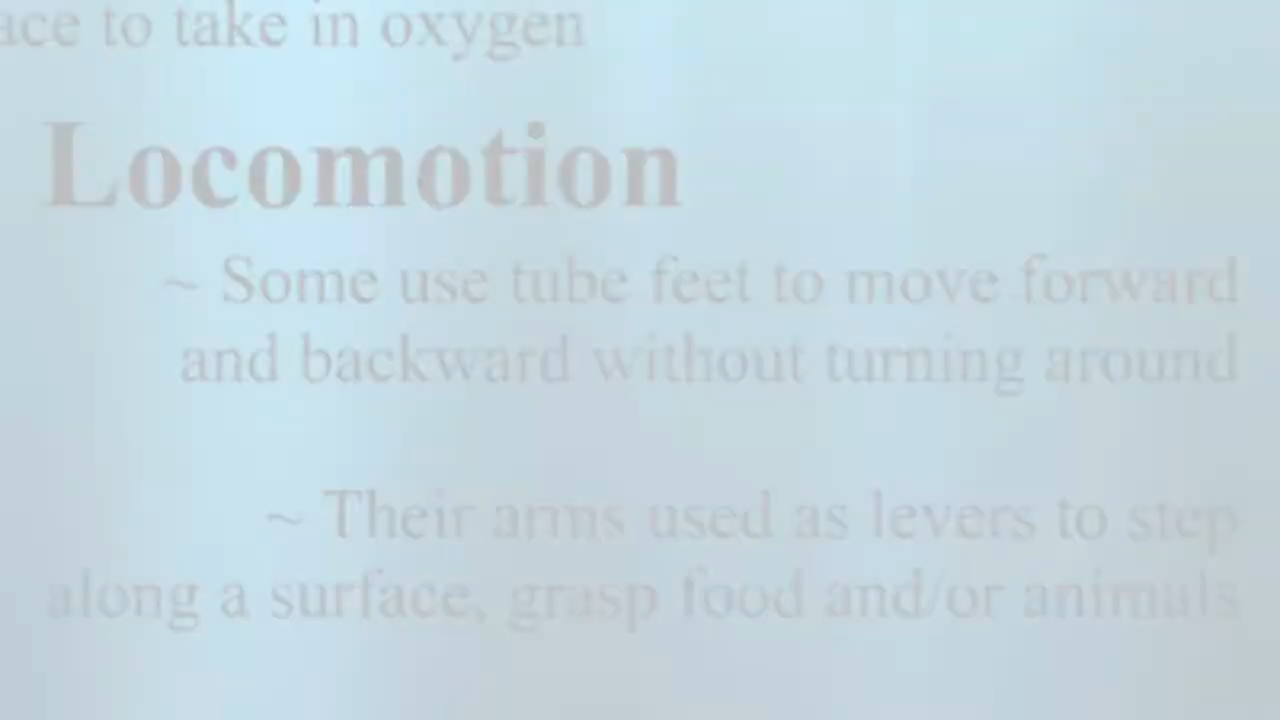 ace to take in oxygen
Locomotion
~ Some use tube feet to move forward
and backward without turning around
~ Their arms used as levers to step
along a surface, grasp food and/or animals